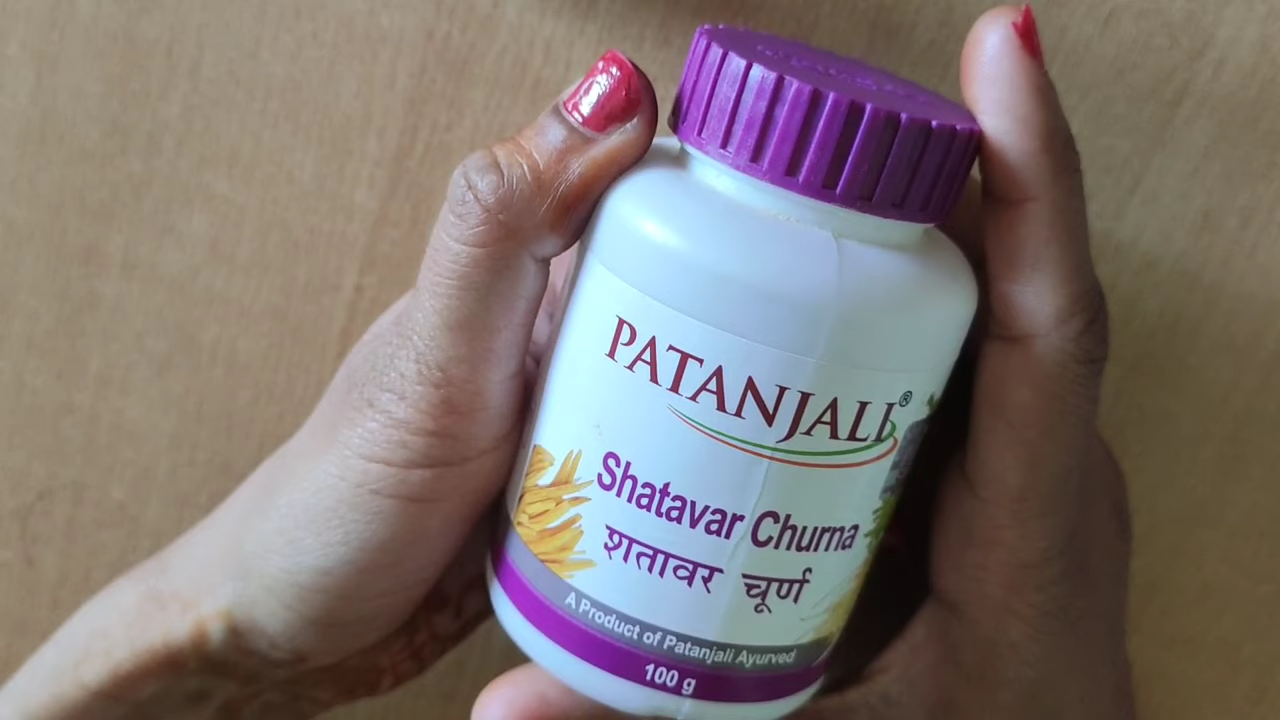 PATANJALI®
Shatavar Churna
शतावर चूर्ण
A Product of Patanjali Ayurved
100 g